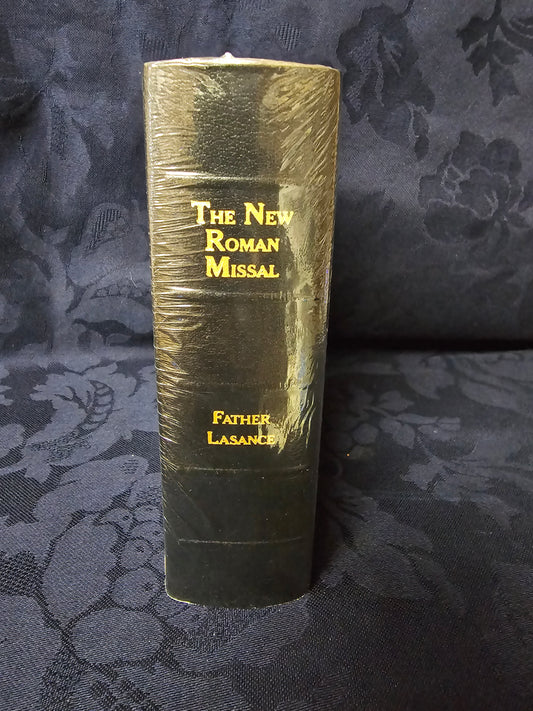 THE NEW
ROMAN
MISSAL
FATHER
LASANCE